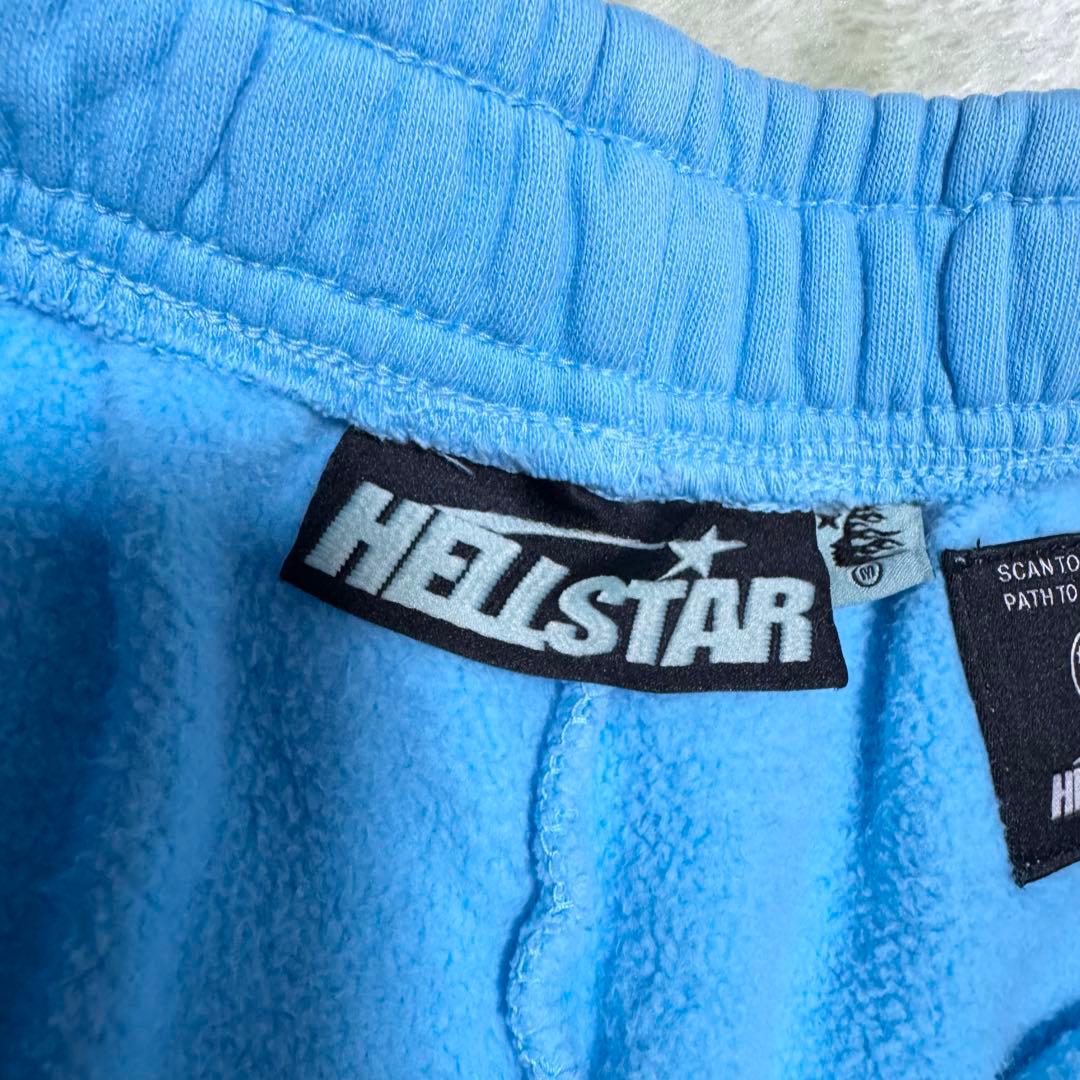 HELLSTAR
M
SCAN TO
PATH TO